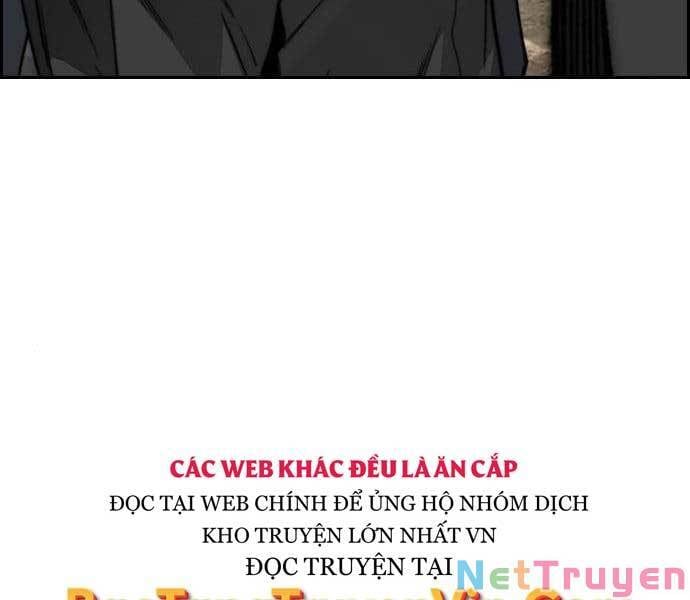 CÁC WEB KHÁC ĐỀU LÀ ĂN CẮP
ĐỌC TẠI WEB CHÍNH ĐỂ ỦNG HỘ NHÓM DỊCH
KHO TRUYỆN LỚN NHẤT VN
ĐỌC TRUYỆN TẠI
NetTruyen